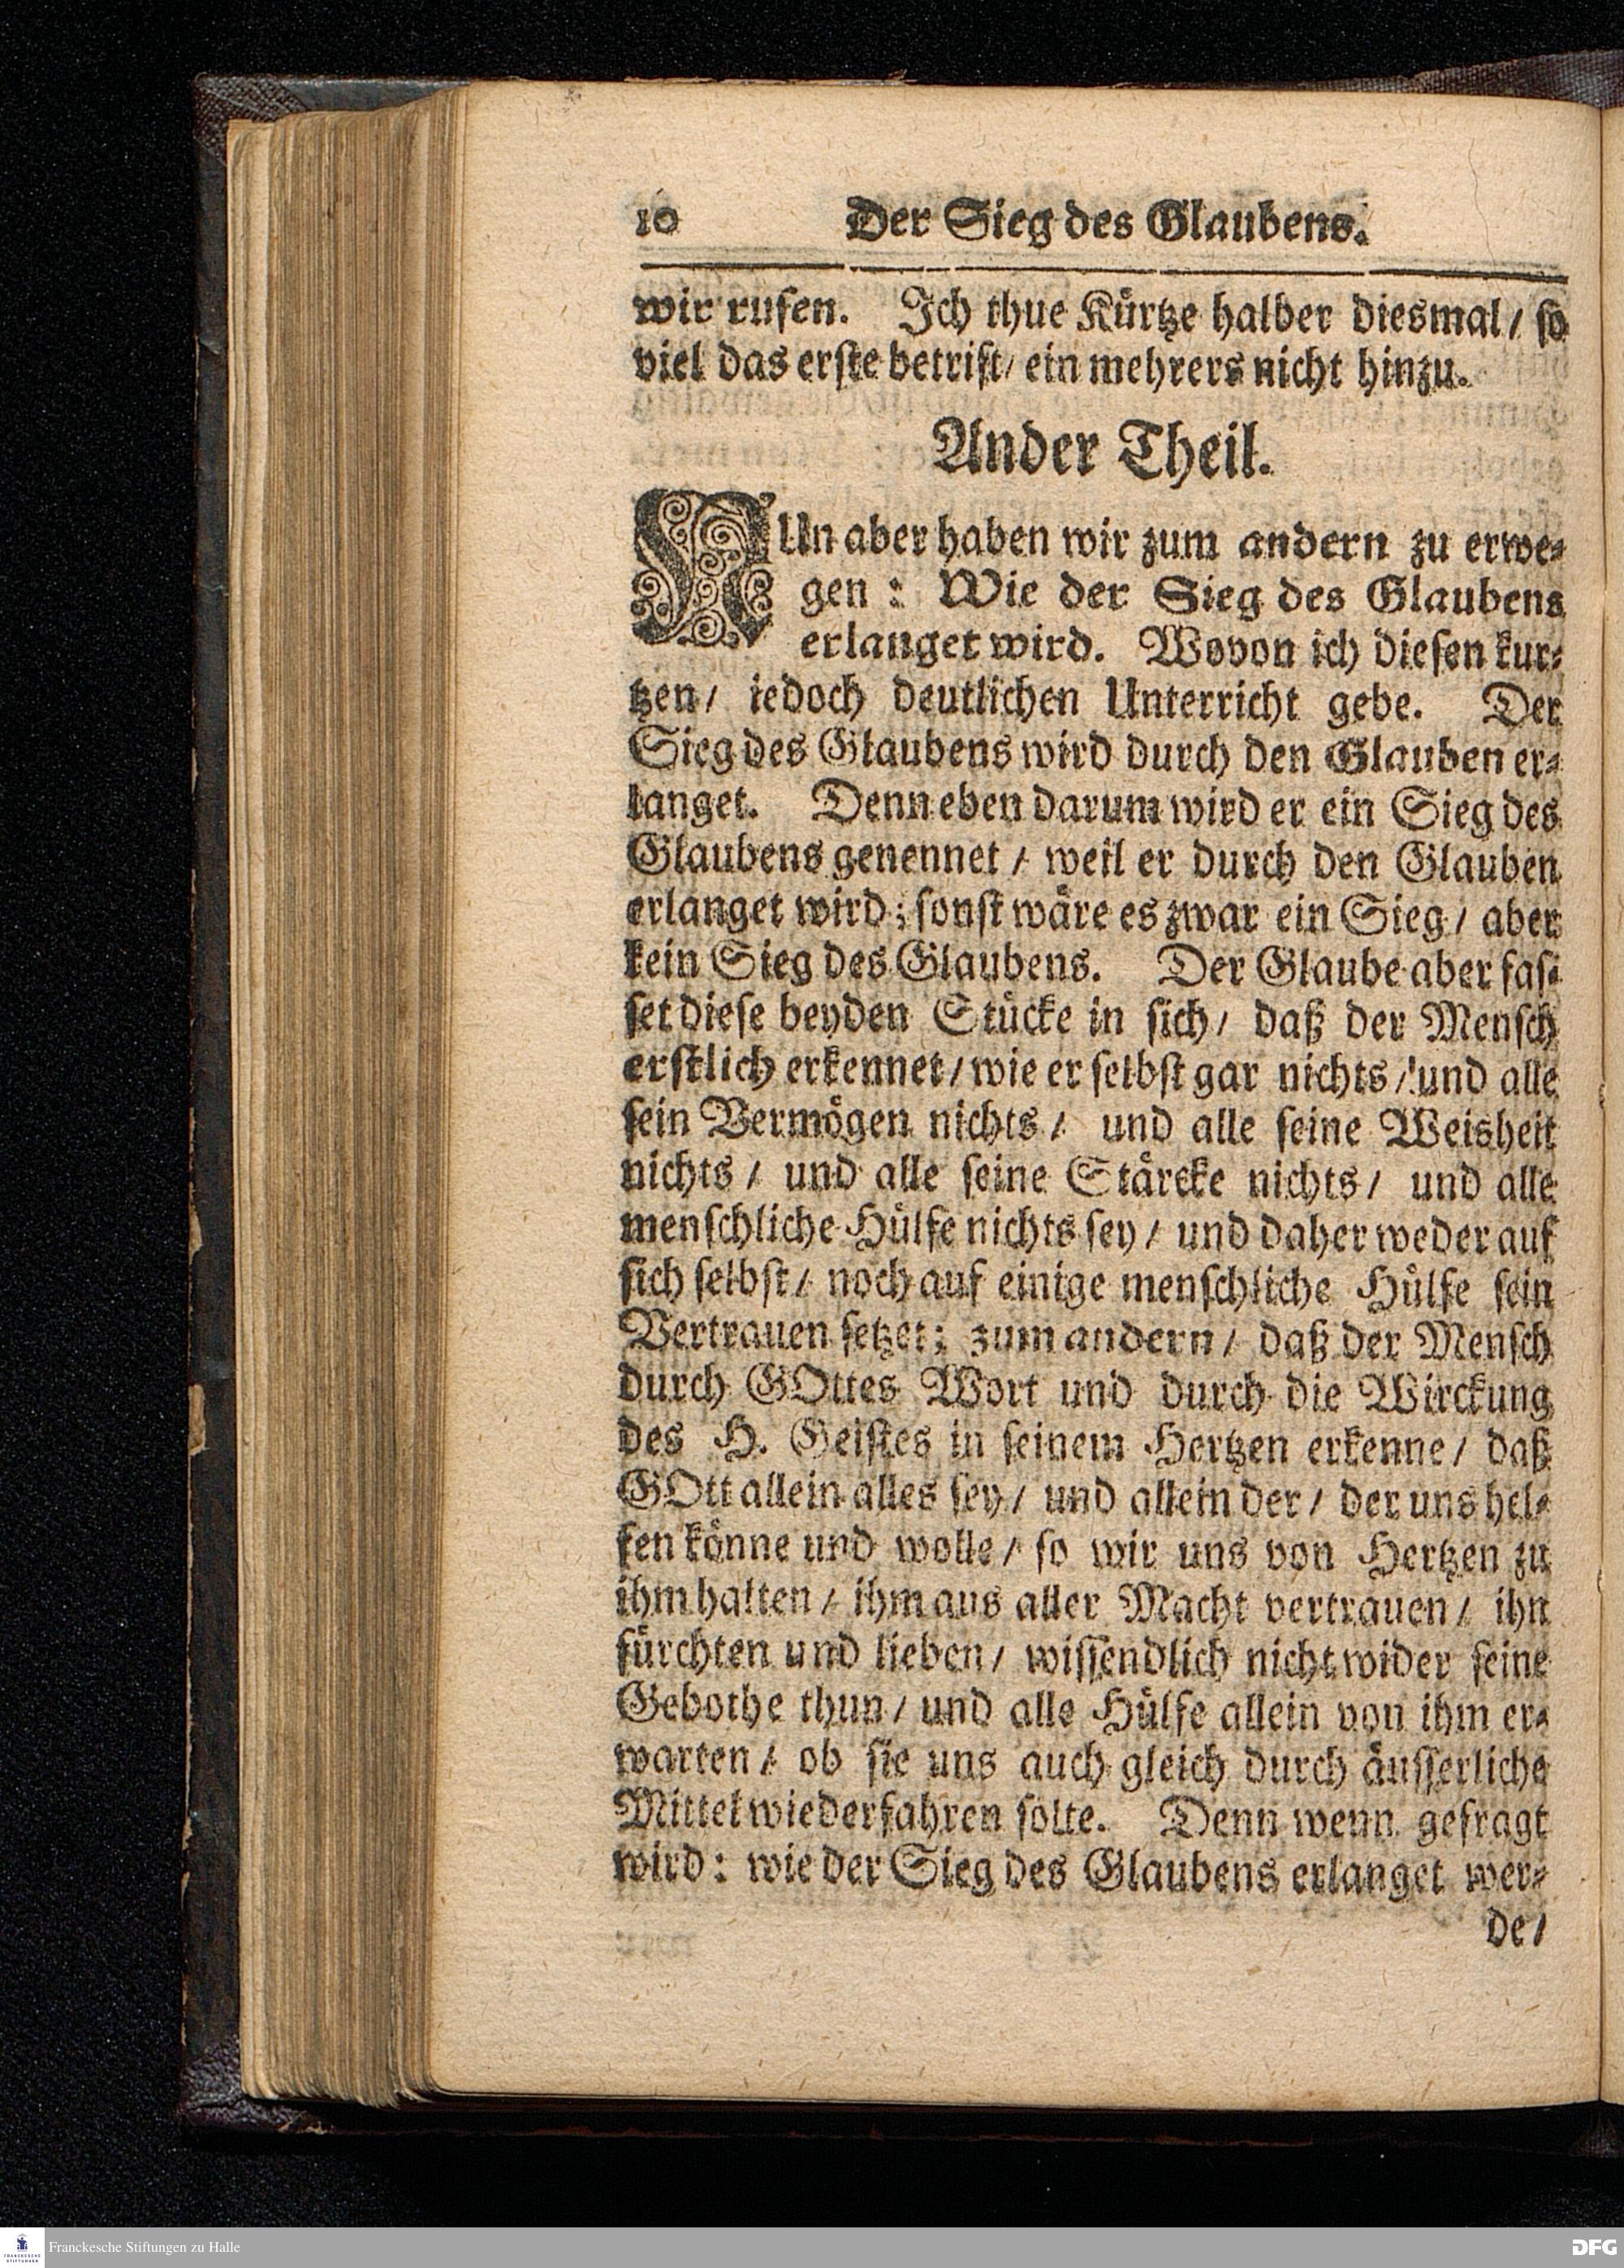 10 Der Sieg des Glaubens.
wir rufen. Ich thue Kürtze halber diesmal / so
viel das erste betrift / ein mehrers nicht hinzu.
Ander Theil.
NUn aber haben wir zum andern zu erwe-
gen: Wie der Sieg des Glaubens
erlanget wird. Wovon ich diesen kur-
tzen / iedoch deutlichen Unterricht gebe. Der
Sieg des Glaubens wird durch den Glauben er-
langet. Denn eben darum wird er ein Sieg des
Glaubens genennet / weil er durch den Glauben
erlanget wird; sonst wäre es zwar ein Sieg / aber
kein Sieg des Glaubens. Der Glaube aber fas-
set diese beyden Stücke in sich / daß der Mensch
erstlich erkennet / wie er selbst gar nichts / und alle
sein Vermögen nichts / und alle seine Weisheit
nichts / und alle seine Stärcke nichts / und alle
menschliche Hülfe nichts sey / und daher weder auf
sich selbst / noch auf einige menschliche Hülfe sein
Vertrauen setzet; zum andern / daß der Mensch
durch GOttes Wort und durch die Wirckung
des H. Geistes in seinem Hertzen erkenne / daß
GOtt allein alles sey / und allein der / der uns hel-
fen könne und wolle / so wir uns von Hertzen zu
ihm halten / ihm aus aller Macht vertrauen / ihn
fürchten und lieben / wissendlich nicht wider seine
Gebothe thun / und alle Hülfe allein von ihm er-
warten / ob sie uns auch gleich durch äusserliche
Mittel wiederfahren solte. Denn wenn gefragt
wird: wie der Sieg des Glaubens erlanget wer-
de /
FRANCKESCHE
STIFTUNGEN
Franckesche Stiftungen zu Halle
DFG